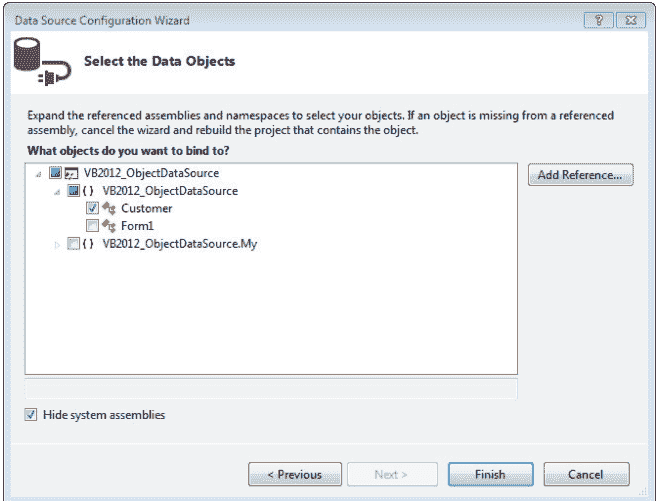 Data Source Configuration Wizard
Select the Data Objects
Expand the referenced assemblies and namespaces to select your objects. If an object is missing from a referenced
assembly, cancel the wizard and rebuild the project that contains the object.
What objects do you want to bind to?
VB2012_ObjectDataSource
{ } VB2012_ObjectDataSource
Customer
Form1
{ } VB2012_ObjectDataSource.My
Add Reference...
Hide system assemblies
< Previous
Next >
Finish
Cancel